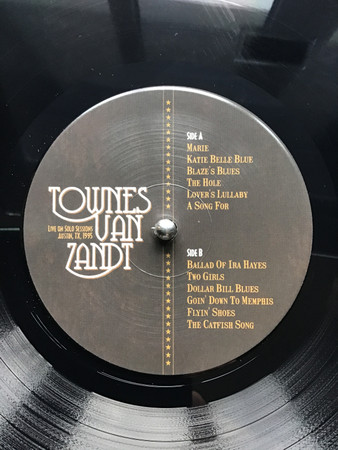 TOWNES
VAN
ZANDT
LIVE ON SOLO SESSIONS
AUSTIN, TX, 1995
SIDE A
MARIE
KATIE BELLE BLUE
BLAZE'S BLUES
THE HOLE
LOVER'S LULLABY
A SONG FOR
SIDE B
BALLAD OF IRA HAYES
TWO GIRLS
DOLLAR BILL BLUES
GOIN' DOWN TO MEMPHIS
FLYIN' SHOES
THE CATFISH SONG